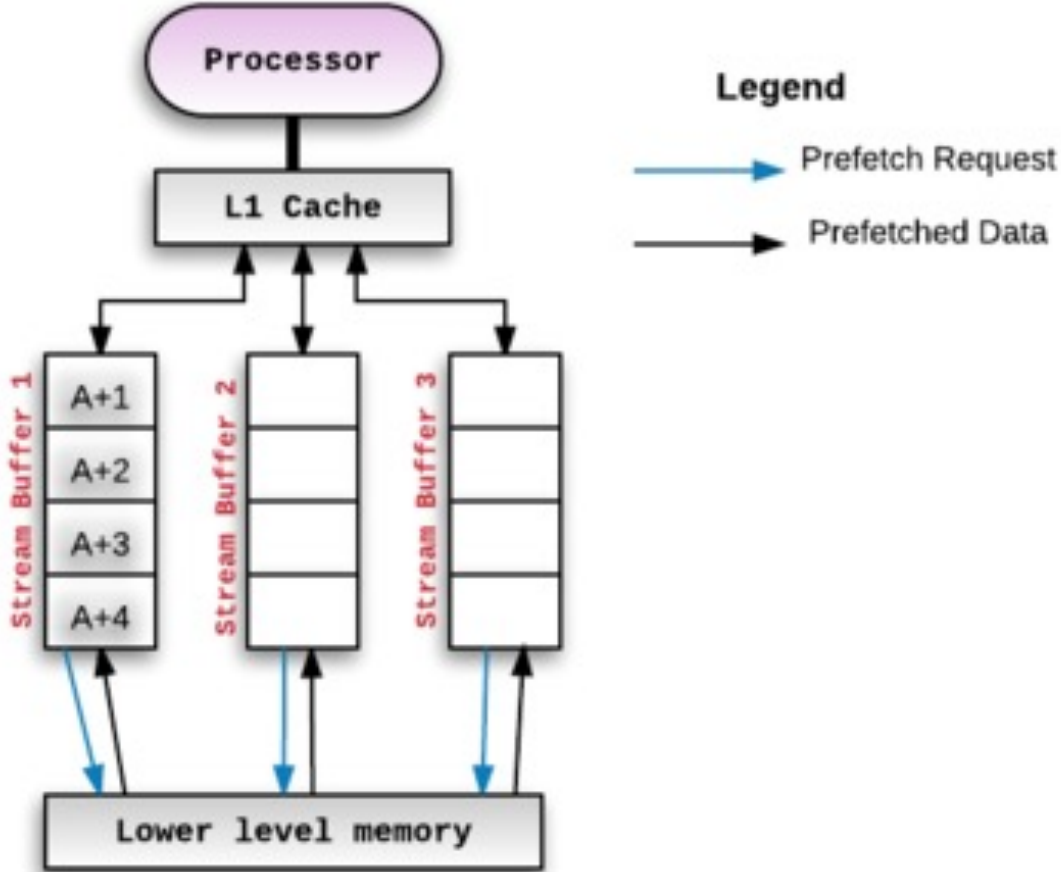 Processor
Legend
Prefetch Request
L1 Cache
Prefetched Data
Stream Buffer 1
A+1
A+2
A+3
A+4
Stream Buffer 2
Stream Buffer 3
Lower level memory